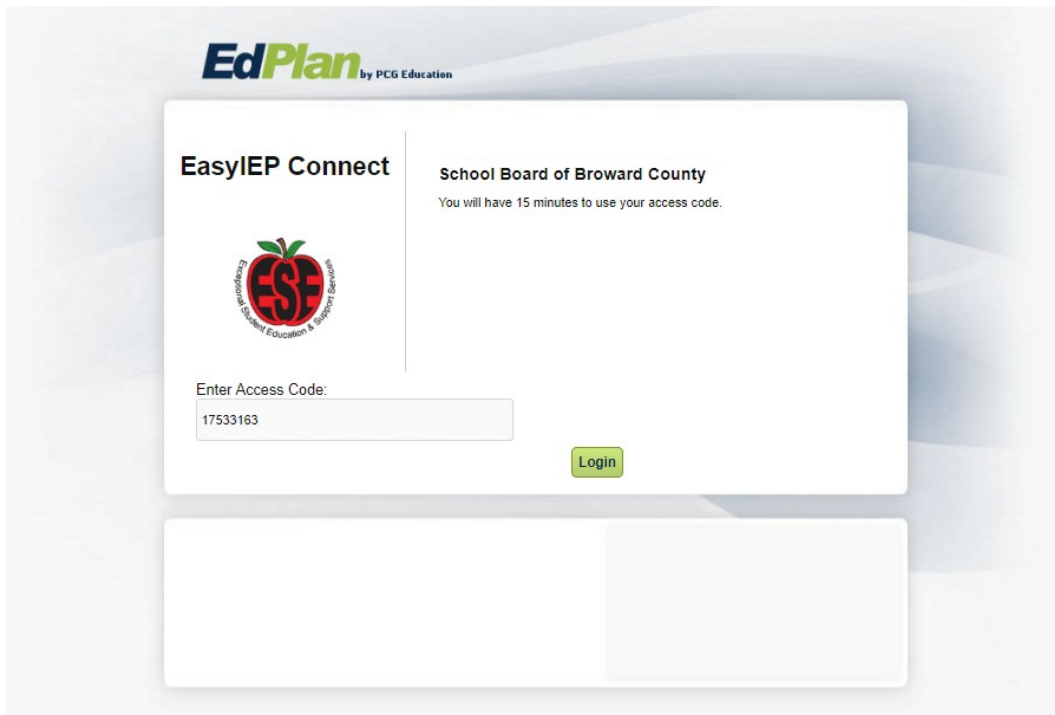 EdPlan by PCG Education
EasyIEP Connect
School Board of Broward County
You will have 15 minutes to use your access code.
ESE
Exceptional Student Education & Support Services
Enter Access Code:
17533163
Login